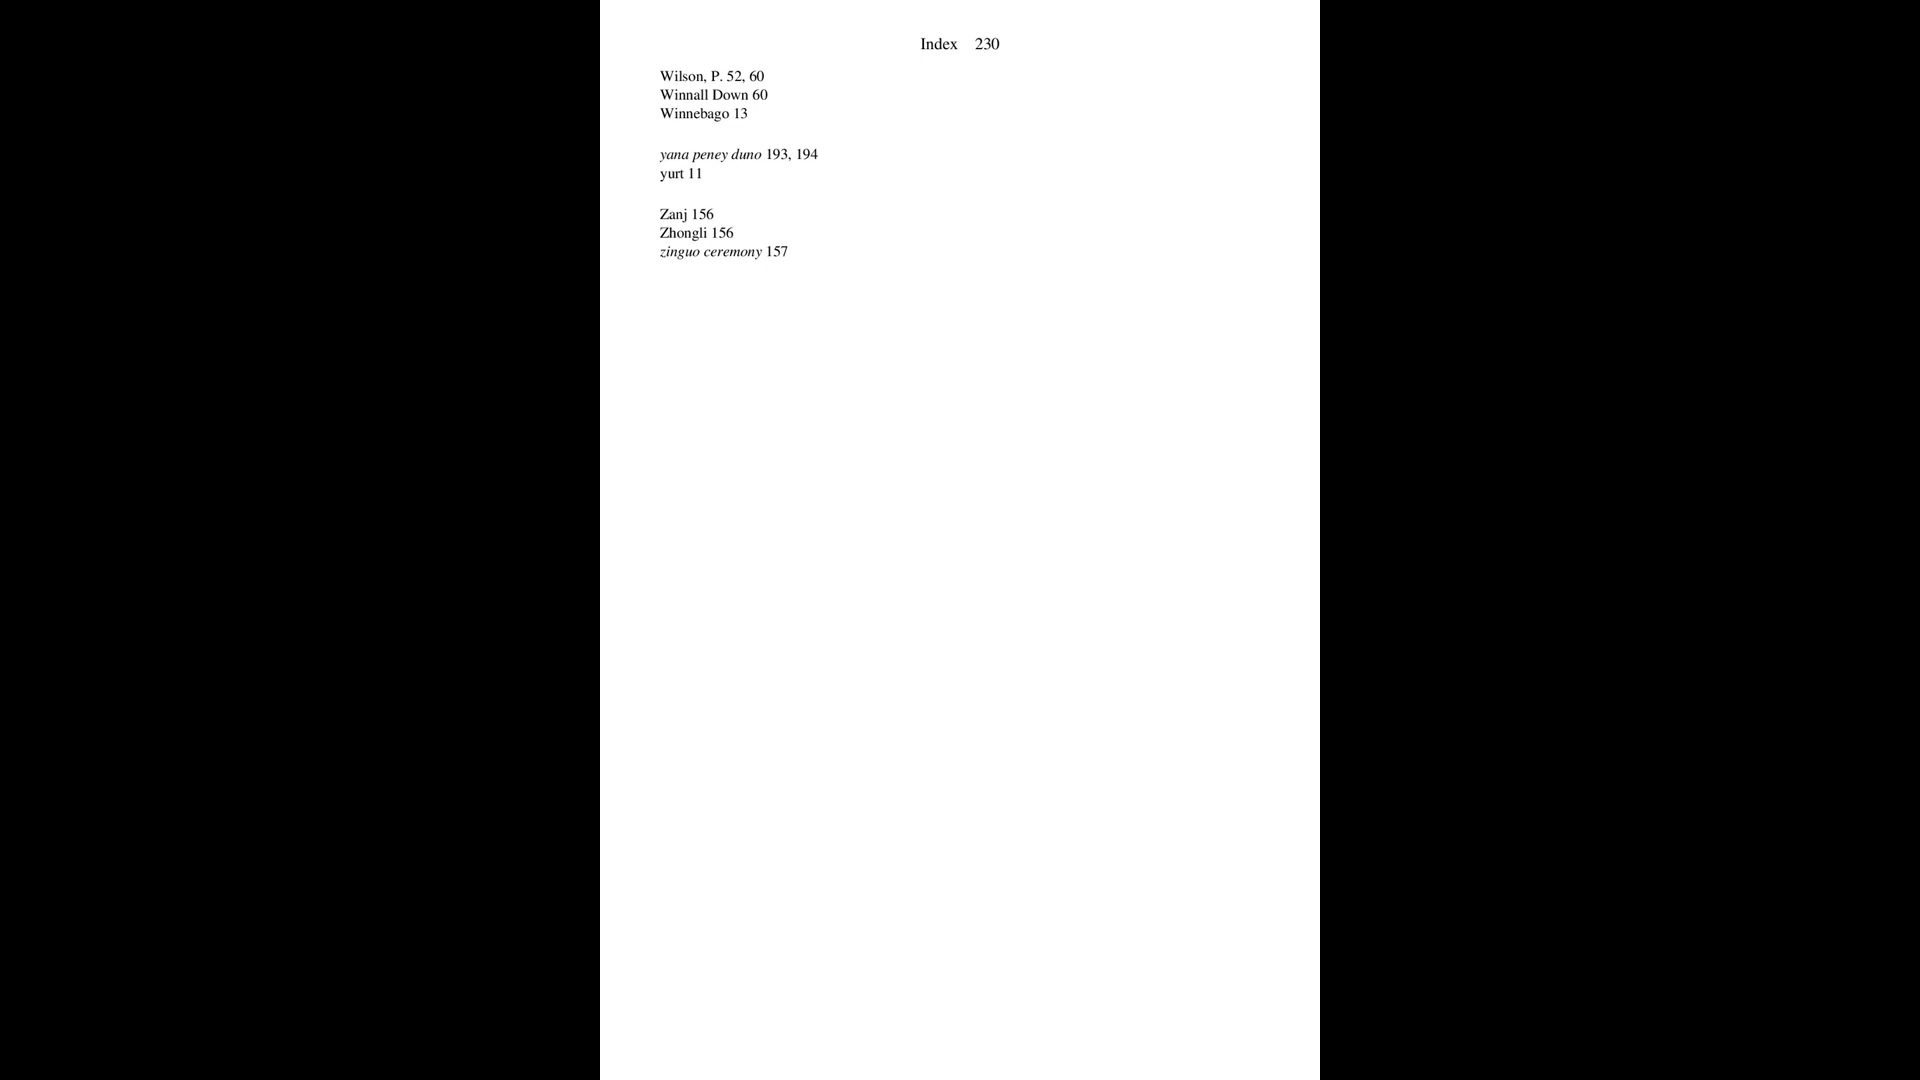 Index 230
Wilson, P. 52, 60
Winnall Down 60
Winnebago 13
yana peney duno 193, 194
yurt 11
Zanj 156
Zhongli 156
zinguo ceremony 157